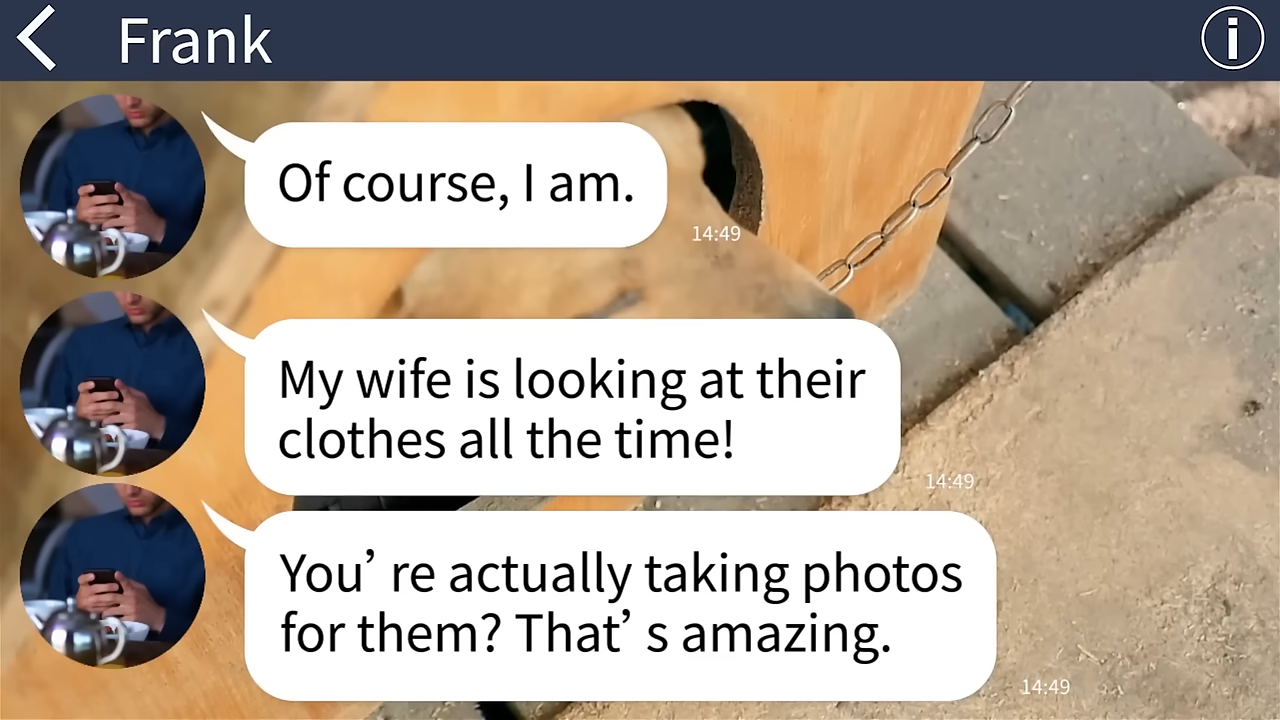 Frank
Of course, I am.
14:49
My wife is looking at their
clothes all the time!
14:49
You’ re actually taking photos
for them? That’ s amazing.
14:49